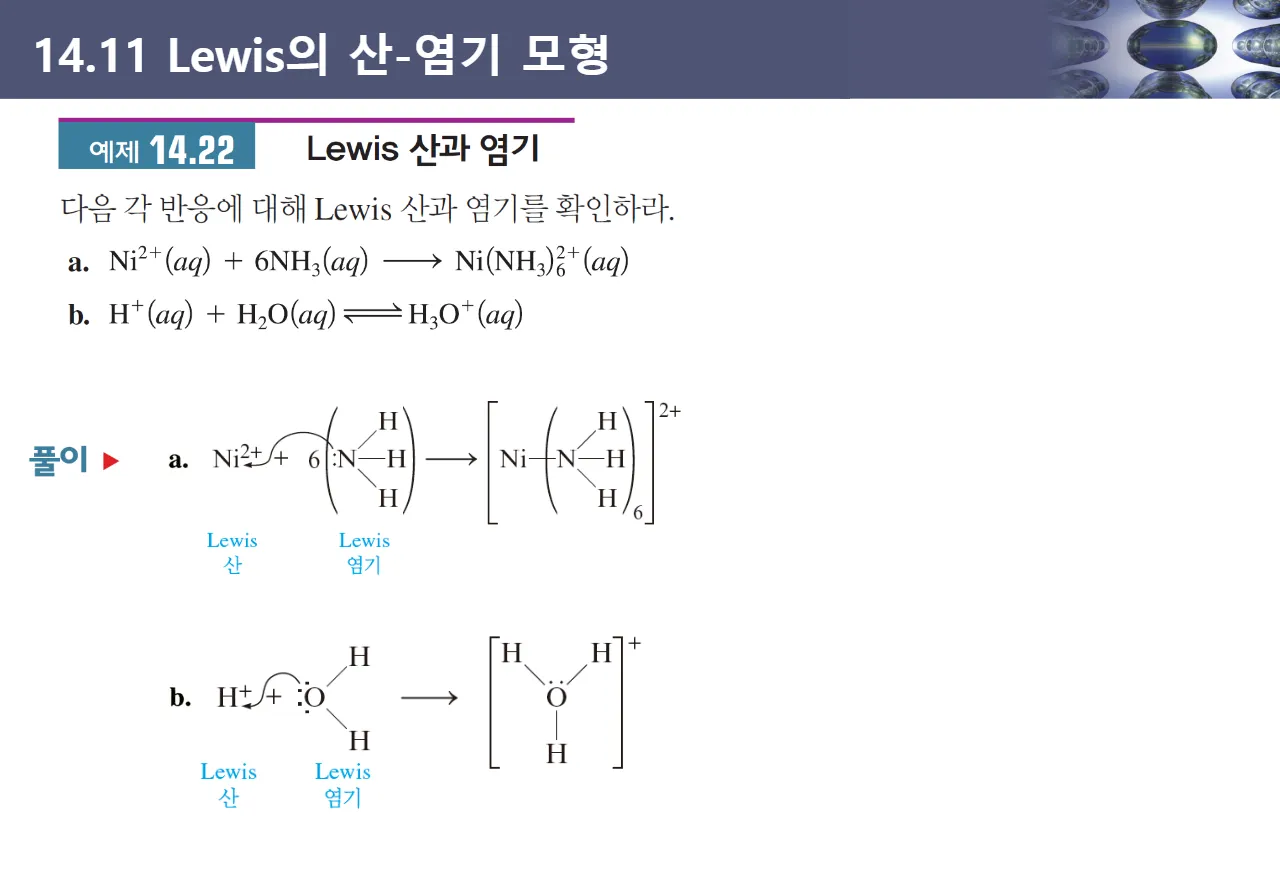 14.11 Lewis의 산-염기 모형
예제 14.22 Lewis 산과 염기
다음 각 반응에 대해 Lewis 산과 염기를 확인하라.
a. Ni²⁺(aq) + 6NH₃(aq) ⟶ Ni(NH₃)₆²⁺(aq)
b. H⁺(aq) + H₂O(aq) ⇌ H₃O⁺(aq)
풀이 ▶ a. Ni²⁺ + 6 (:N—H H H) ⟶ [Ni—(N—H H H)₆]²⁺
Lewis 산 Lewis 염기
b. H⁺ + :O H H ⟶ [H H O H]⁺
Lewis 산 Lewis 염기